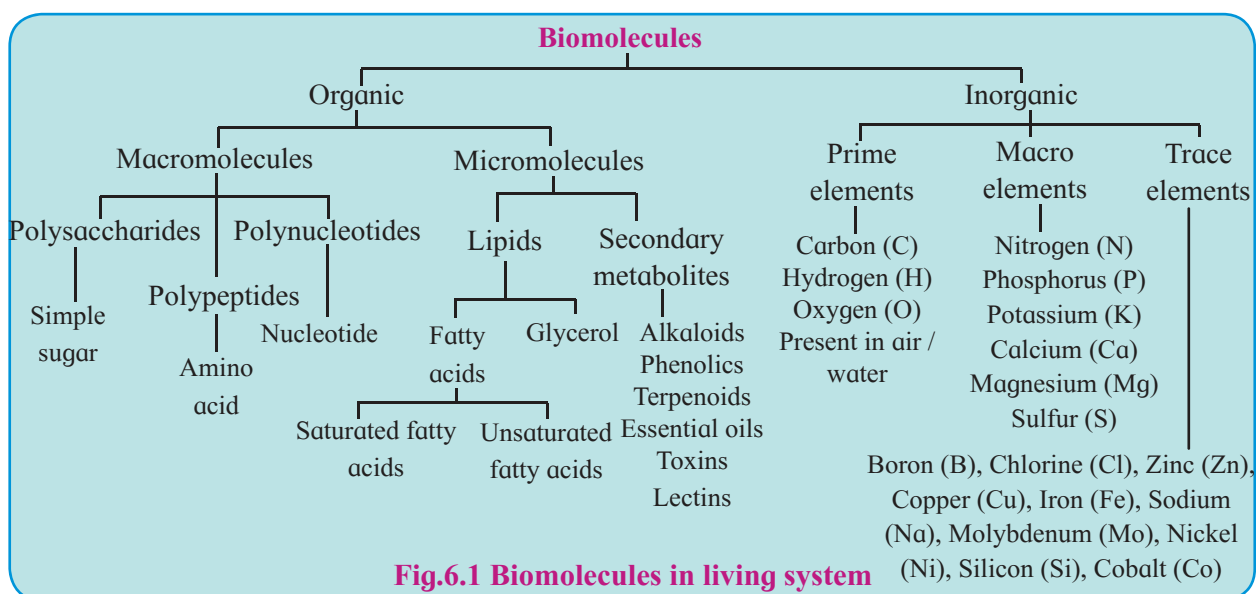 Biomolecules
Organic
Inorganic
Macromolecules
Micromolecules
Prime
elements
Macro
elements
Trace
elements
Polysaccharides
Polynucleotides
Lipids
Secondary
metabolites
Polypeptides
Simple
sugar
Amino
acid
Nucleotide
Fatty
acids
Glycerol
Saturated fatty
acids
Unsaturated
fatty acids
Alkaloids
Phenolics
Terpenoids
Essential oils
Toxins
Lectins
Carbon (C)
Hydrogen (H)
Oxygen (O)
Present in air /
water
Nitrogen (N)
Phosphorus (P)
Potassium (K)
Calcium (Ca)
Magnesium (Mg)
Sulfur (S)
Boron (B), Chlorine (Cl), Zinc (Zn),
Copper (Cu), Iron (Fe), Sodium
(Na), Molybdenum (Mo), Nickel
(Ni), Silicon (Si), Cobalt (Co)
Fig.6.1 Biomolecules in living system